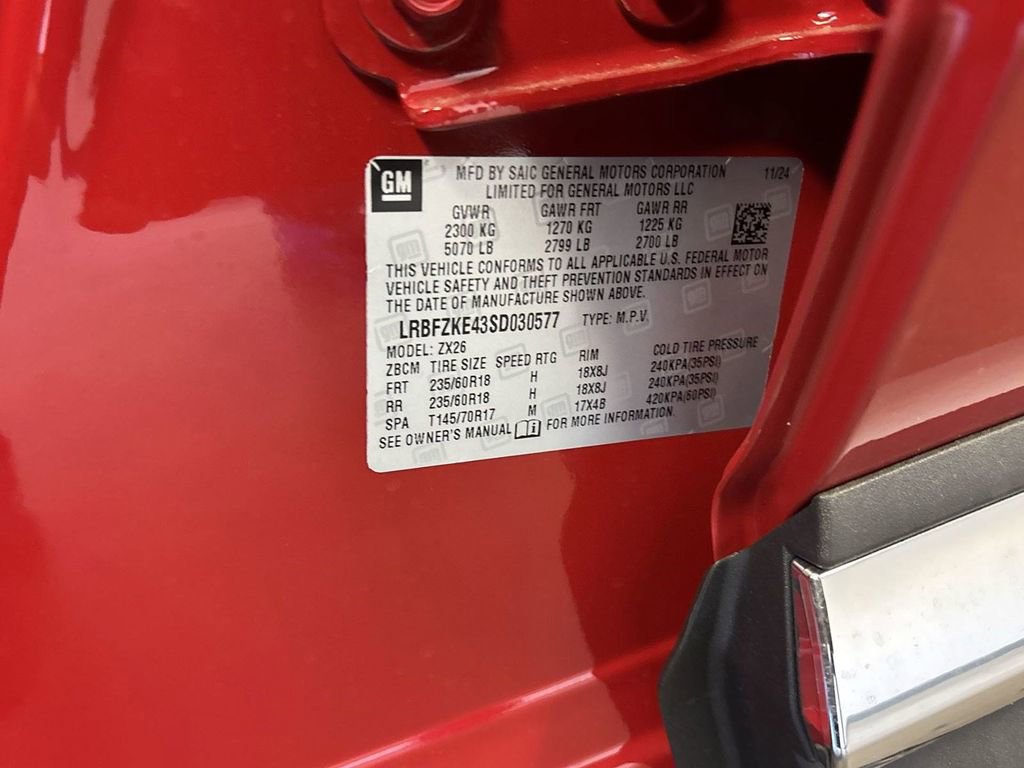 GM
MFD BY SAIC GENERAL MOTORS CORPORATION 11/24
LIMITED FOR GENERAL MOTORS LLC
GVWR GAWR FRT GAWR RR
2300 KG 1270 KG 1225 KG
5070 LB 2799 LB 2700 LB
THIS VEHICLE CONFORMS TO ALL APPLICABLE U.S. FEDERAL MOTOR
VEHICLE SAFETY AND THEFT PREVENTION STANDARDS IN EFFECT ON
THE DATE OF MANUFACTURE SHOWN ABOVE.
LRBFZKE43SD030577 TYPE: M.P.V.
MODEL: ZX26
ZBCM TIRE SIZE SPEED RTG RIM COLD TIRE PRESSURE
FRT 235/60R18 H 18X8J 240KPA(35PSI)
RR 235/60R18 H 18X8J 240KPA(35PSI)
SPA T145/70R17 M 17X4B 420KPA(60PSI)
SEE OWNER'S MANUAL FOR MORE INFORMATION.